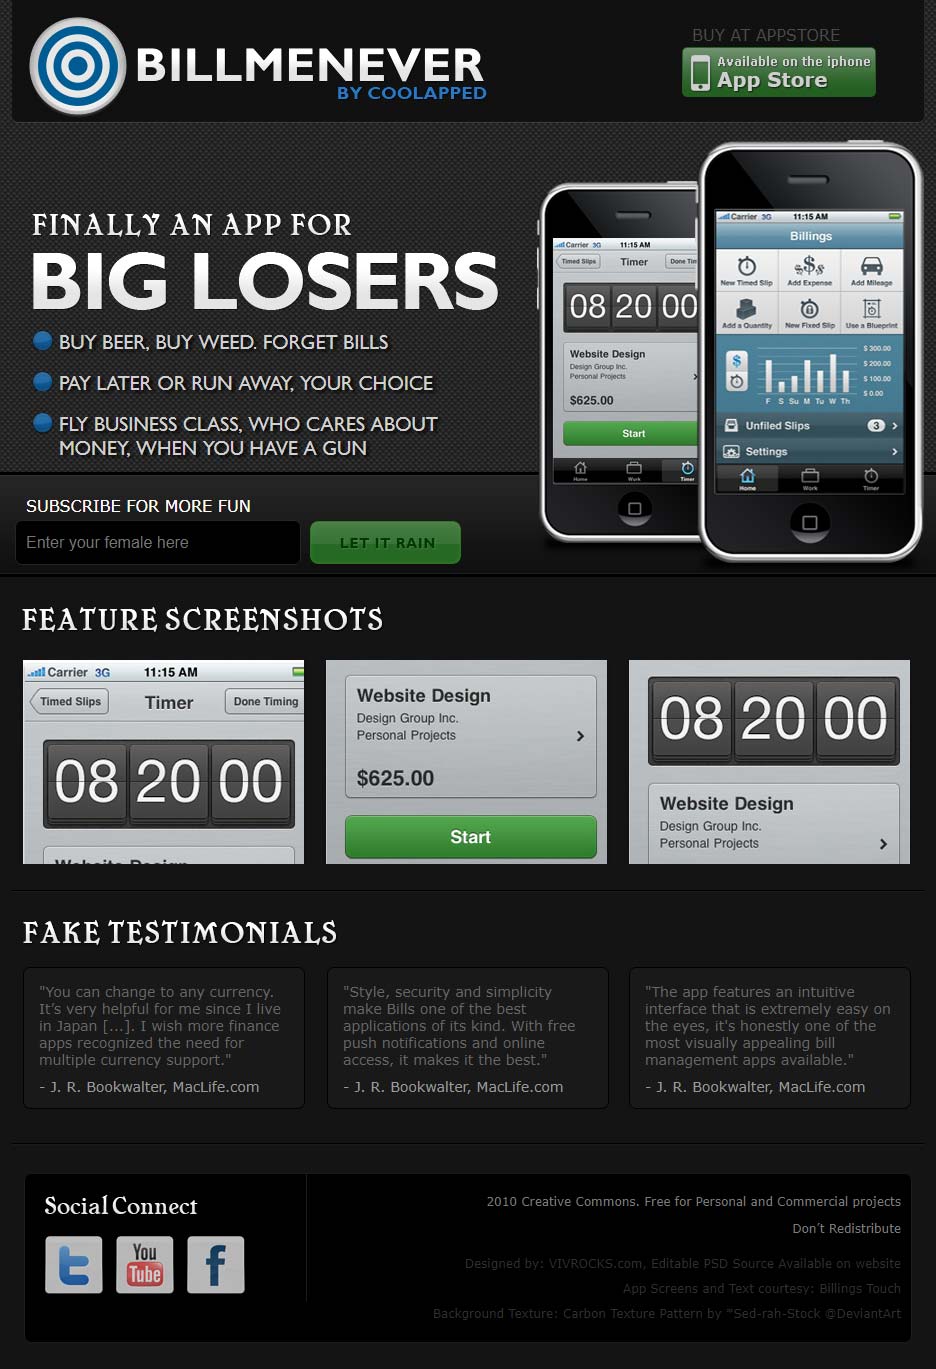 BILLMENEVER
BY COOLAPPED
BUY AT APPSTORE
Available on the iphone
App Store
FINALLY AN APP FOR
BIG LOSERS
BUY BEER, BUY WEED. FORGET BILLS
PAY LATER OR RUN AWAY, YOUR CHOICE
FLY BUSINESS CLASS, WHO CARES ABOUT
MONEY, WHEN YOU HAVE A GUN
Carrier 3G 11:15 AM
Timed Slips Timer Done Tim
08 20 00
Website Design
Design Group Inc.
Personal Projects
$625.00
Start
Home Work Timer
Carrier 3G 11:15 AM
Billings
New Timed Slip Add Expense Add Mileage
Add a Quantity New Fixed Slip Use a Blueprint
$ 300.00
$ 200.00
$ 100.00
$ 0.00
F S Su M Tu W Th
Unfiled Slips 3
Settings
Home Work Timer
SUBSCRIBE FOR MORE FUN
Enter your female here
LET IT RAIN
FEATURE SCREENSHOTS
Carrier 3G 11:15 AM
Timed Slips Timer Done Timing
08 20 00
Website Design
Website Design
Design Group Inc.
Personal Projects
$625.00
Start
08 20 00
Website Design
Design Group Inc.
Personal Projects
FAKE TESTIMONIALS
"You can change to any currency.
It's very helpful for me since I live
in Japan [...]. I wish more finance
apps recognized the need for
multiple currency support."
- J. R. Bookwalter, MacLife.com
"Style, security and simplicity
make Bills one of the best
applications of its kind. With free
push notifications and online
access, it makes it the best."
- J. R. Bookwalter, MacLife.com
"The app features an intuitive
interface that is extremely easy on
the eyes, it's honestly one of the
most visually appealing bill
management apps available."
- J. R. Bookwalter, MacLife.com
Social Connect
t
You
Tube
f
2010 Creative Commons. Free for Personal and Commercial projects
Don't Redistribute
Designed by: VIVROCKS.com, Editable PSD Source Available on website
App Screens and Text courtesy: Billings Touch
Background Texture: Carbon Texture Pattern by ~Sed-rah-Stock @DeviantArt